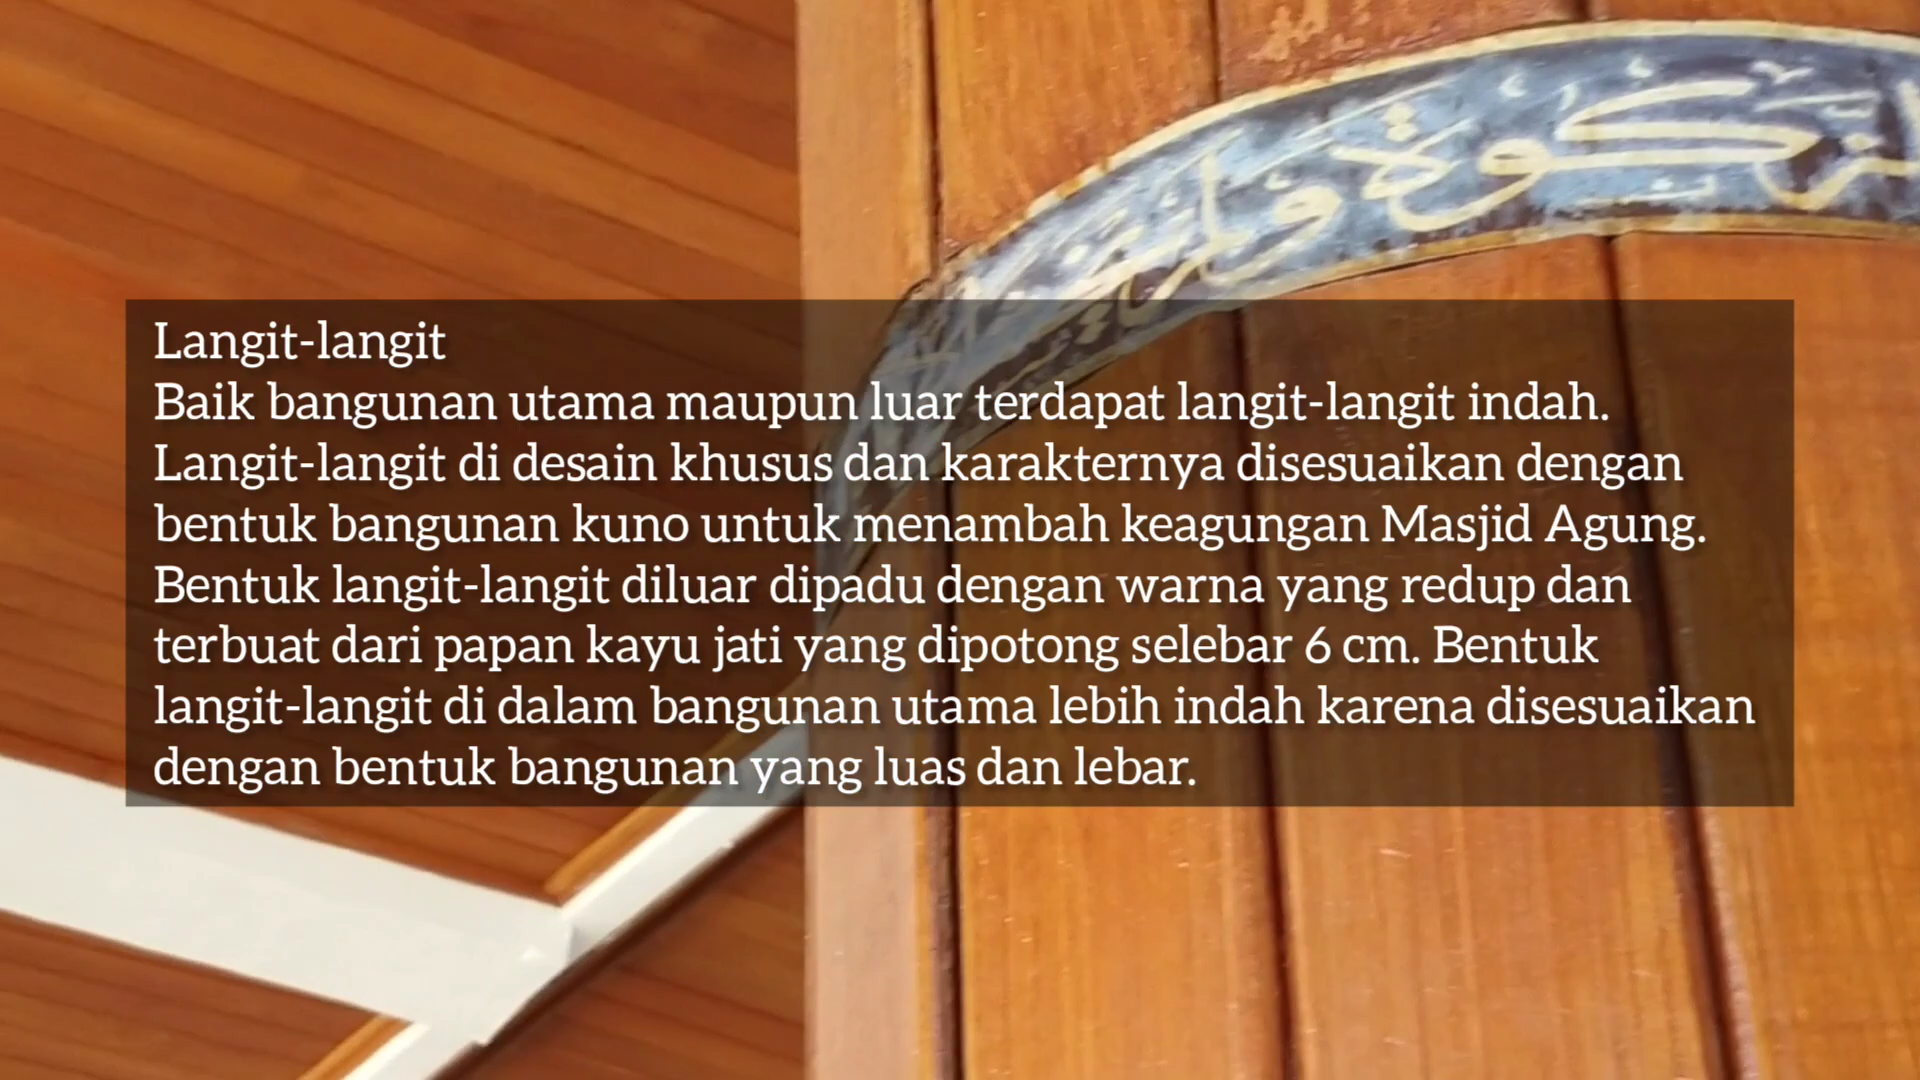 الزكوة
Langit-langit
Baik bangunan utama maupun luar terdapat langit-langit indah.
Langit-langit di desain khusus dan karakternya disesuaikan dengan
bentuk bangunan kuno untuk menambah keagungan Masjid Agung.
Bentuk langit-langit diluar dipadu dengan warna yang redup dan
terbuat dari papan kayu jati yang dipotong selebar 6 cm. Bentuk
langit-langit di dalam bangunan utama lebih indah karena disesuaikan
dengan bentuk bangunan yang luas dan lebar.